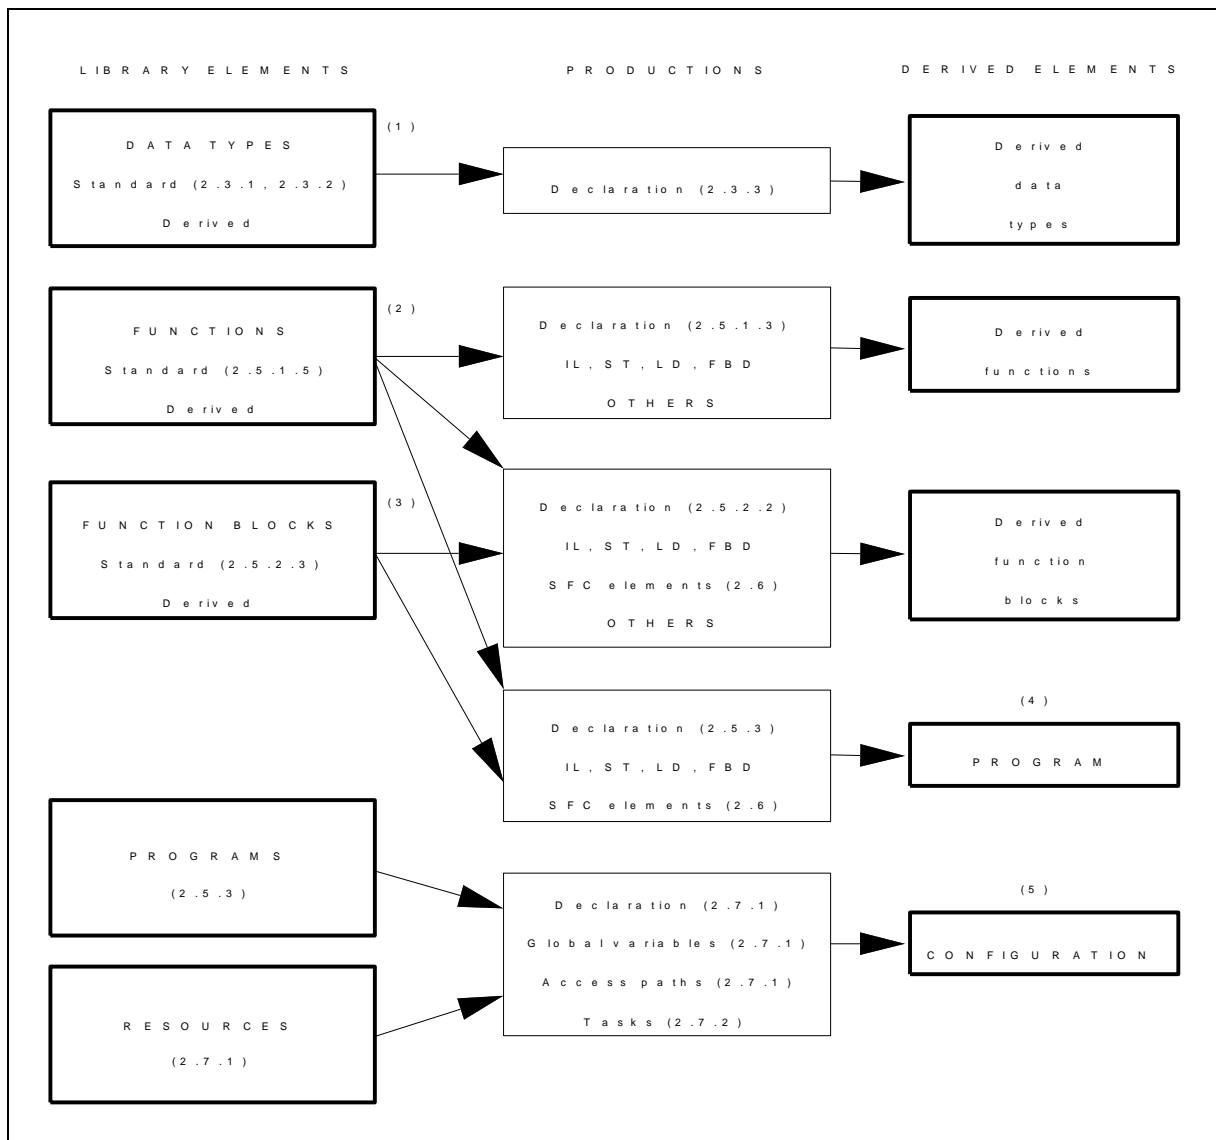 LIBRARY ELEMENTS
PRODUCTIONS
DERIVED ELEMENTS
(1)
DATA TYPES
Standard (2.3.1, 2.3.2)
Derived
Declaration (2.3.3)
Derived
data
types
(2)
FUNCTIONS
Standard (2.5.1.5)
Derived
Declaration (2.5.1.3)
IL, ST, LD, FBD
OTHERS
Derived
functions
(3)
FUNCTION BLOCKS
Standard (2.5.2.3)
Derived
Declaration (2.5.2.2)
IL, ST, LD, FBD
SFC elements (2.6)
OTHERS
Derived
function
blocks
Declaration (2.5.3)
IL, ST, LD, FBD
SFC elements (2.6)
(4)
PROGRAM
PROGRAMS
(2.5.3)
RESOURCES
(2.7.1)
Declaration (2.7.1)
Global variables (2.7.1)
Access paths (2.7.1)
Tasks (2.7.2)
(5)
CONFIGURATION